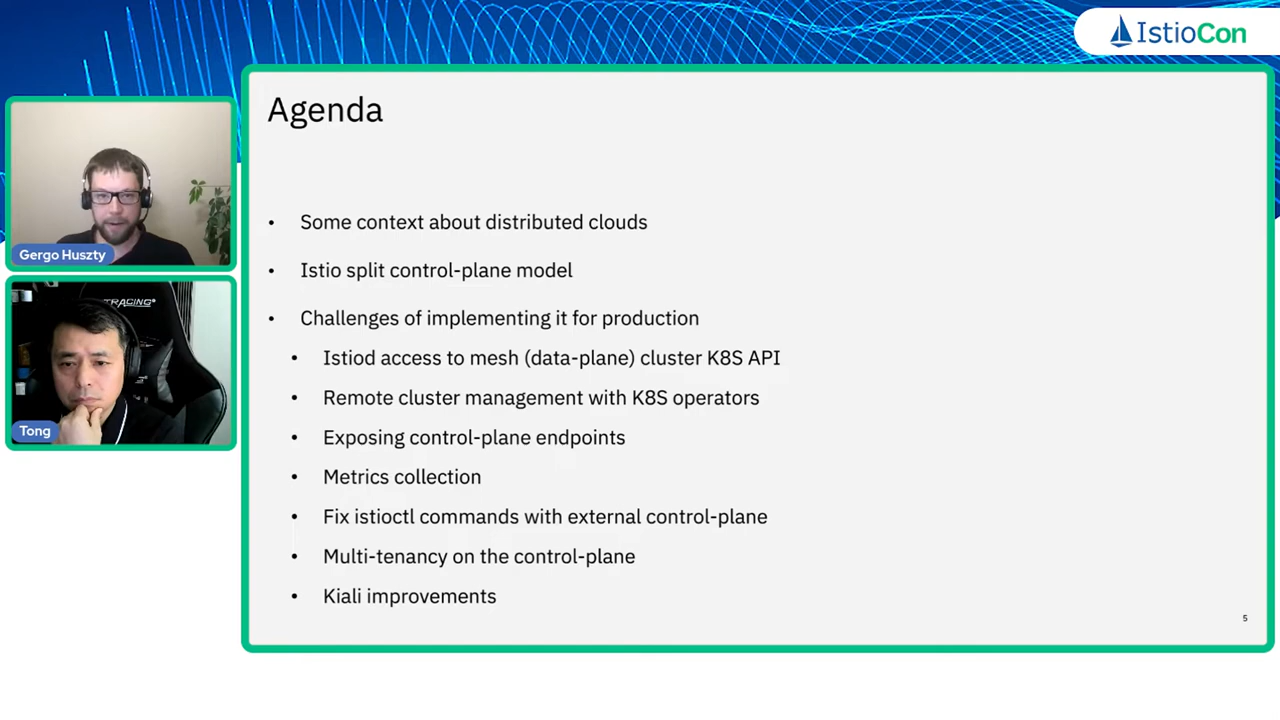 IstioCon
Agenda
• Some context about distributed clouds
• Istio split control-plane model
• Challenges of implementing it for production
• Istiod access to mesh (data-plane) cluster K8S API
• Remote cluster management with K8S operators
• Exposing control-plane endpoints
• Metrics collection
• Fix istioctl commands with external control-plane
• Multi-tenancy on the control-plane
• Kiali improvements
5
Gergo Huszty
TRACING®
Tong